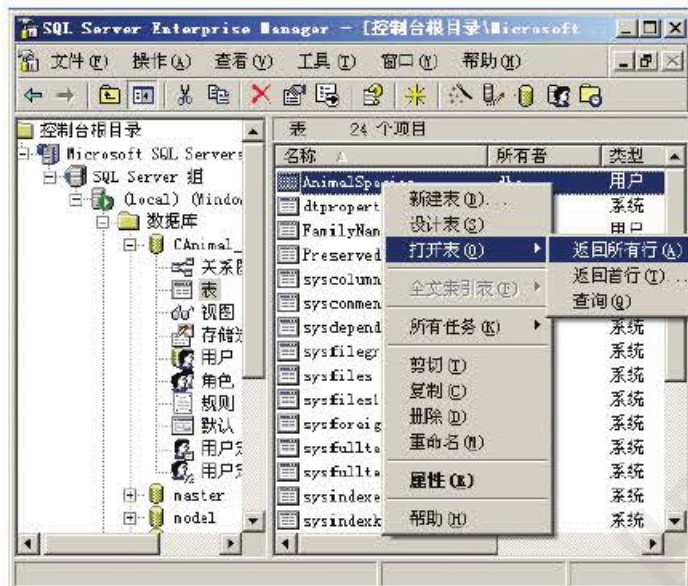 SQL Server Enterprise Manager - [控制台根目录\Microsoft
文件(F) 操作(A) 查看(V) 工具(T) 窗口(W) 帮助(H)
控制台根目录
Microsoft SQL Servers
SQL Server 组
(local) (Window
数据库
CAnimal_
关系图
表
视图
存储过
用户
角色
规则
默认
用户定
用户定
master
model
表 24 个项目
名称 所有者 类型
AnimalSpecies dbo 用户
dtpropert 系统
FamilyNam 用户
Preserved
syscolumn
syscommen
sysdepend 系统
sysfilegr 系统
sysfiles 系统
sysfiles1 系统
sysforeig 系统
sysfullte 系统
sysfullte 系统
sysindexe 系统
sysindexk 系统
新建表(B)...
设计表(S)
打开表(O)
全文索引表(F)
所有任务(K)
剪切(T)
复制(C)
删除(D)
重命名(M)
属性(R)
帮助(H)
返回所有行(A)
返回首行(T)...
查询(Q)